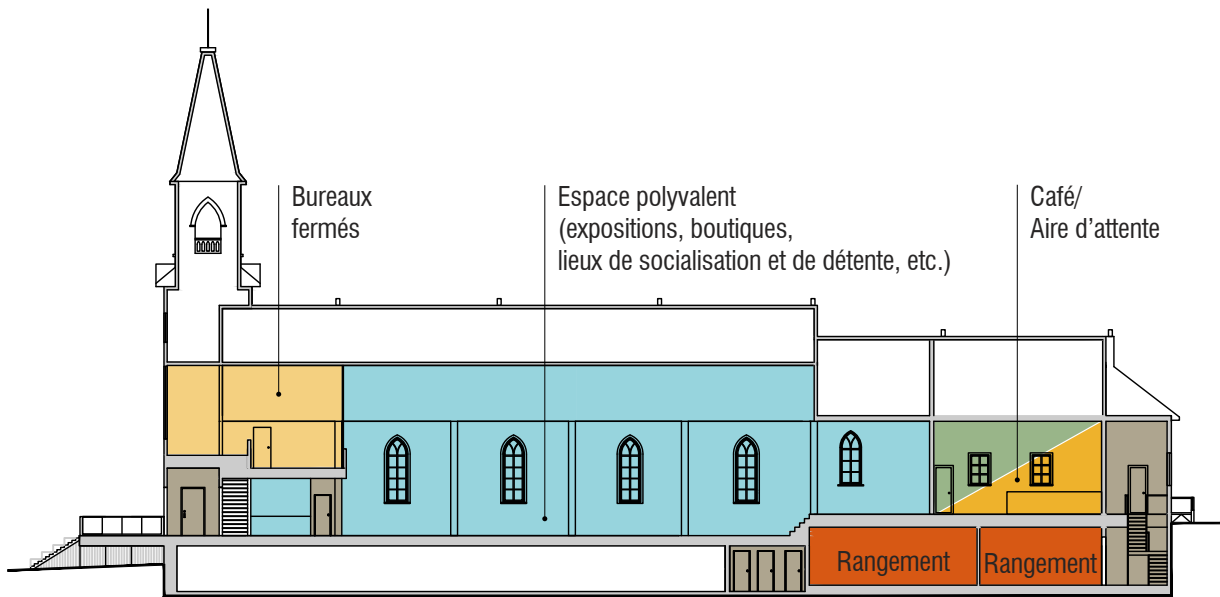 Bureaux
fermés
Espace polyvalent
(expositions, boutiques,
lieux de socialisation et de détente, etc.)
Café/
Aire d’attente
Rangement
Rangement